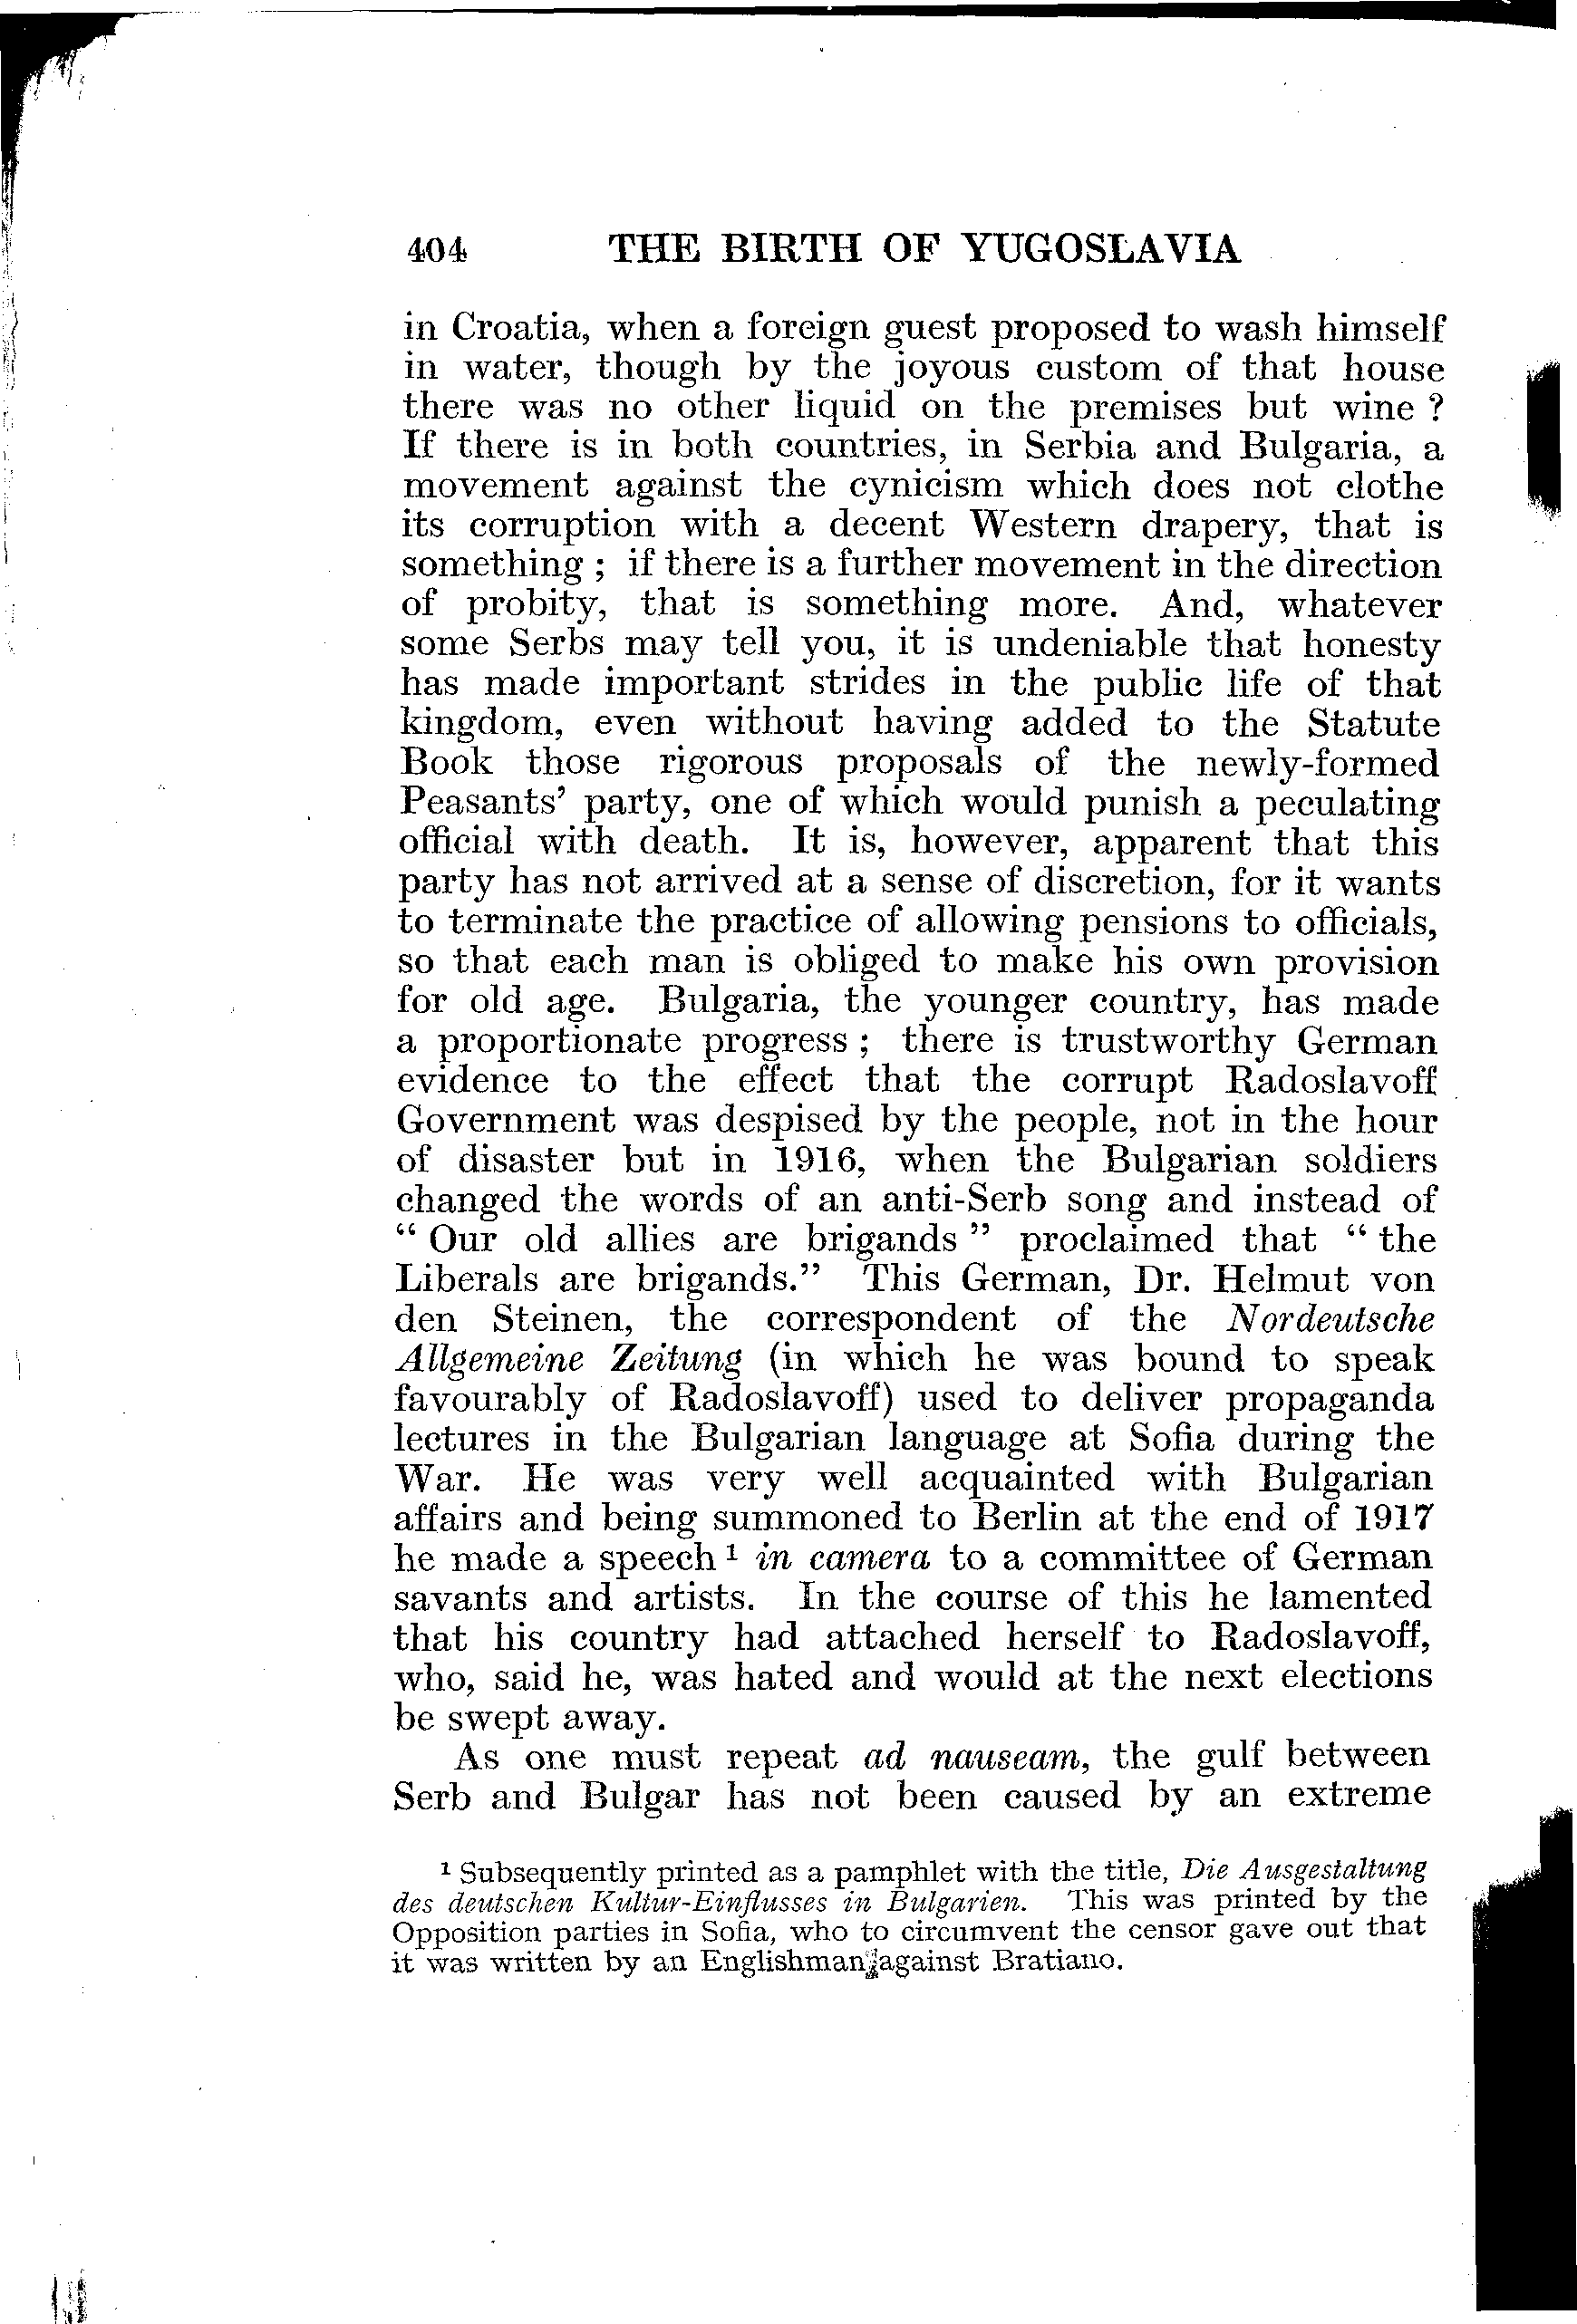 404 THE BIRTH OF YUGOSLAVIA
in Croatia, when a foreign guest proposed to wash himself
in water, though by the joyous custom of that house
there was no other liquid on the premises but wine ?
If there is in both countries, in Serbia and Bulgaria, a
movement against the cynicism which does not clothe
its corruption with a decent Western drapery, that is
something ; if there is a further movement in the direction
of probity, that is something more. And, whatever
some Serbs may tell you, it is undeniable that honesty
has made important strides in the public life of that
kingdom, even without having added to the Statute
Book those rigorous proposals of the newly-formed
Peasants' party, one of which would punish a peculating
official with death. It is, however, apparent that this
party has not arrived at a sense of discretion, for it wants
to terminate the practice of allowing pensions to officials,
so that each man is obliged to make his own provision
for old age. Bulgaria, the younger country, has made
a proportionate progress ; there is trustworthy German
evidence to the effect that the corrupt Radoslavoff
Government was despised by the people, not in the hour
of disaster but in 1916, when the Bulgarian soldiers
changed the words of an anti-Serb song and instead of
“ Our old allies are brigands ” proclaimed that “ the
Liberals are brigands.” This German, Dr. Helmut von
den Steinen, the correspondent of the Nordeutsche
Allgemeine Zeitung (in which he was bound to speak
favourably of Radoslavoff) used to deliver propaganda
lectures in the Bulgarian language at Sofia during the
War. He was very well acquainted with Bulgarian
affairs and being summoned to Berlin at the end of 1917
he made a speech ¹ in camera to a committee of German
savants and artists. In the course of this he lamented
that his country had attached herself to Radoslavoff,
who, said he, was hated and would at the next elections
be swept away.
As one must repeat ad nauseam, the gulf between
Serb and Bulgar has not been caused by an extreme
¹ Subsequently printed as a pamphlet with the title, Die Ausgestaltung
des deutschen Kultur-Einflusses in Bulgarien. This was printed by the
Opposition parties in Sofia, who to circumvent the censor gave out that
it was written by an Englishman against Bratiano.